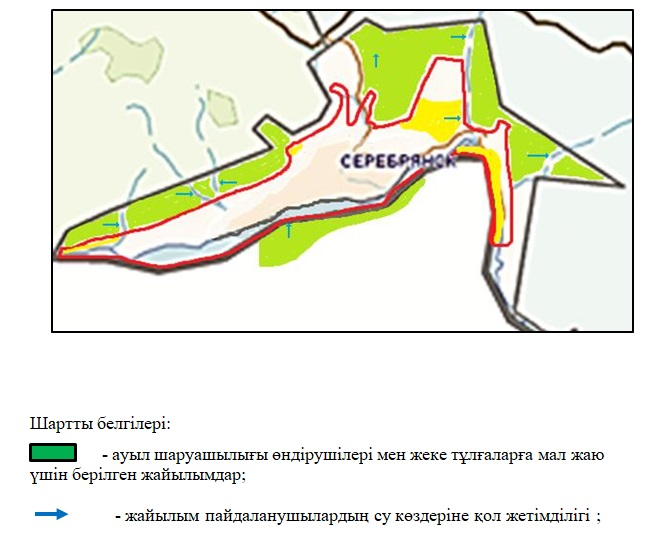 СЕРЕБРЯНСК
Шартты белгілері:
- ауыл шаруашылығы өндірушілері мен жеке тұлғаларға мал жаю
үшін берілген жайылымдар;
- жайылым пайдаланушылардың су көздеріне қол жетімділігі ;